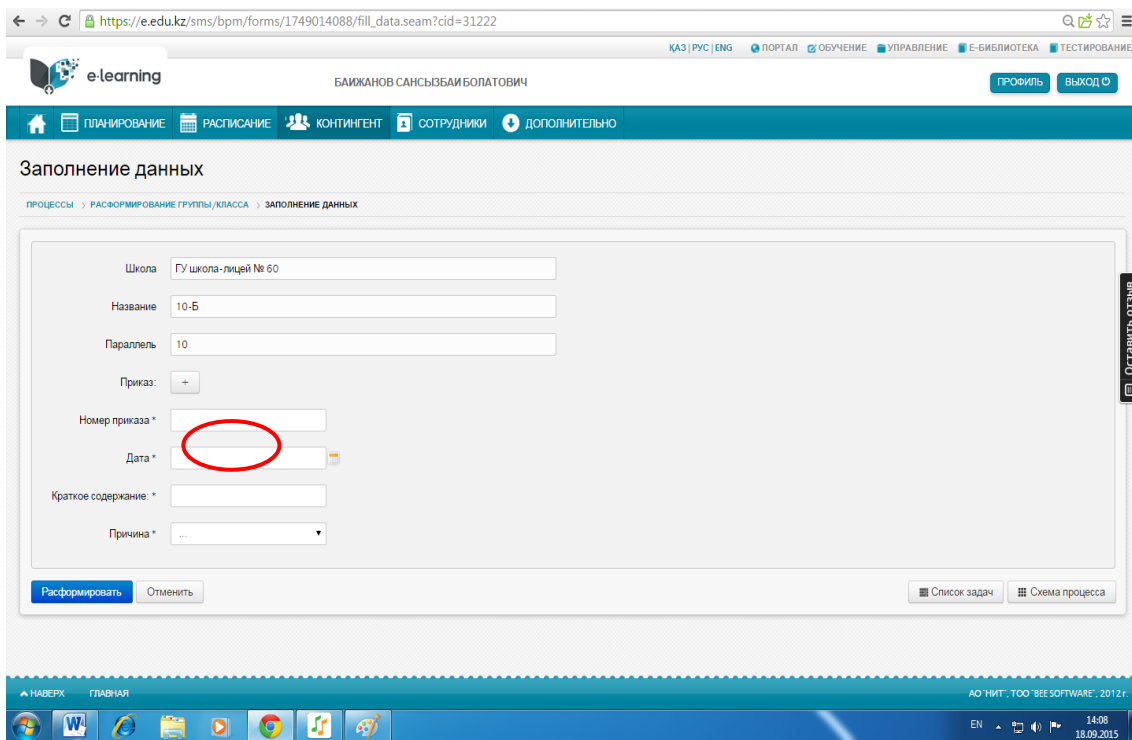 https://e.edu.kz/sms/bpm/forms/1749014088/fill_data.seam?cid=31222
ҚАЗ | РУС | ENG ПОРТАЛ ОБУЧЕНИЕ УПРАВЛЕНИЕ Е-БИБЛИОТЕКА ТЕСТИРОВАНИЕ
e-learning
БАИЖАНОВ САНСЫЗБАИ БОЛАТОВИЧ
ПРОФИЛЬ ВЫХОД
ПЛАНИРОВАНИЕ РАСПИСАНИЕ КОНТИНГЕНТ СОТРУДНИКИ ДОПОЛНИТЕЛЬНО
Заполнение данных
ПРОЦЕССЫ > РАСФОРМИРОВАНИЕ ГРУППЫ/КЛАССА > ЗАПОЛНЕНИЕ ДАННЫХ
Школа ГУ школа-лицей № 60
Название 10-Б
Параллель 10
Приказ: +
Номер приказа *
Дата *
Краткое содержание: *
Причина * ...
Оставить отзыв
Расформировать Отменить Список задач Схема процесса
НАВЕРХ ГЛАВНАЯ АО "НИТ", ТОО "BEE SOFTWARE", 2012 г.
EN 14:08
18.09.2015